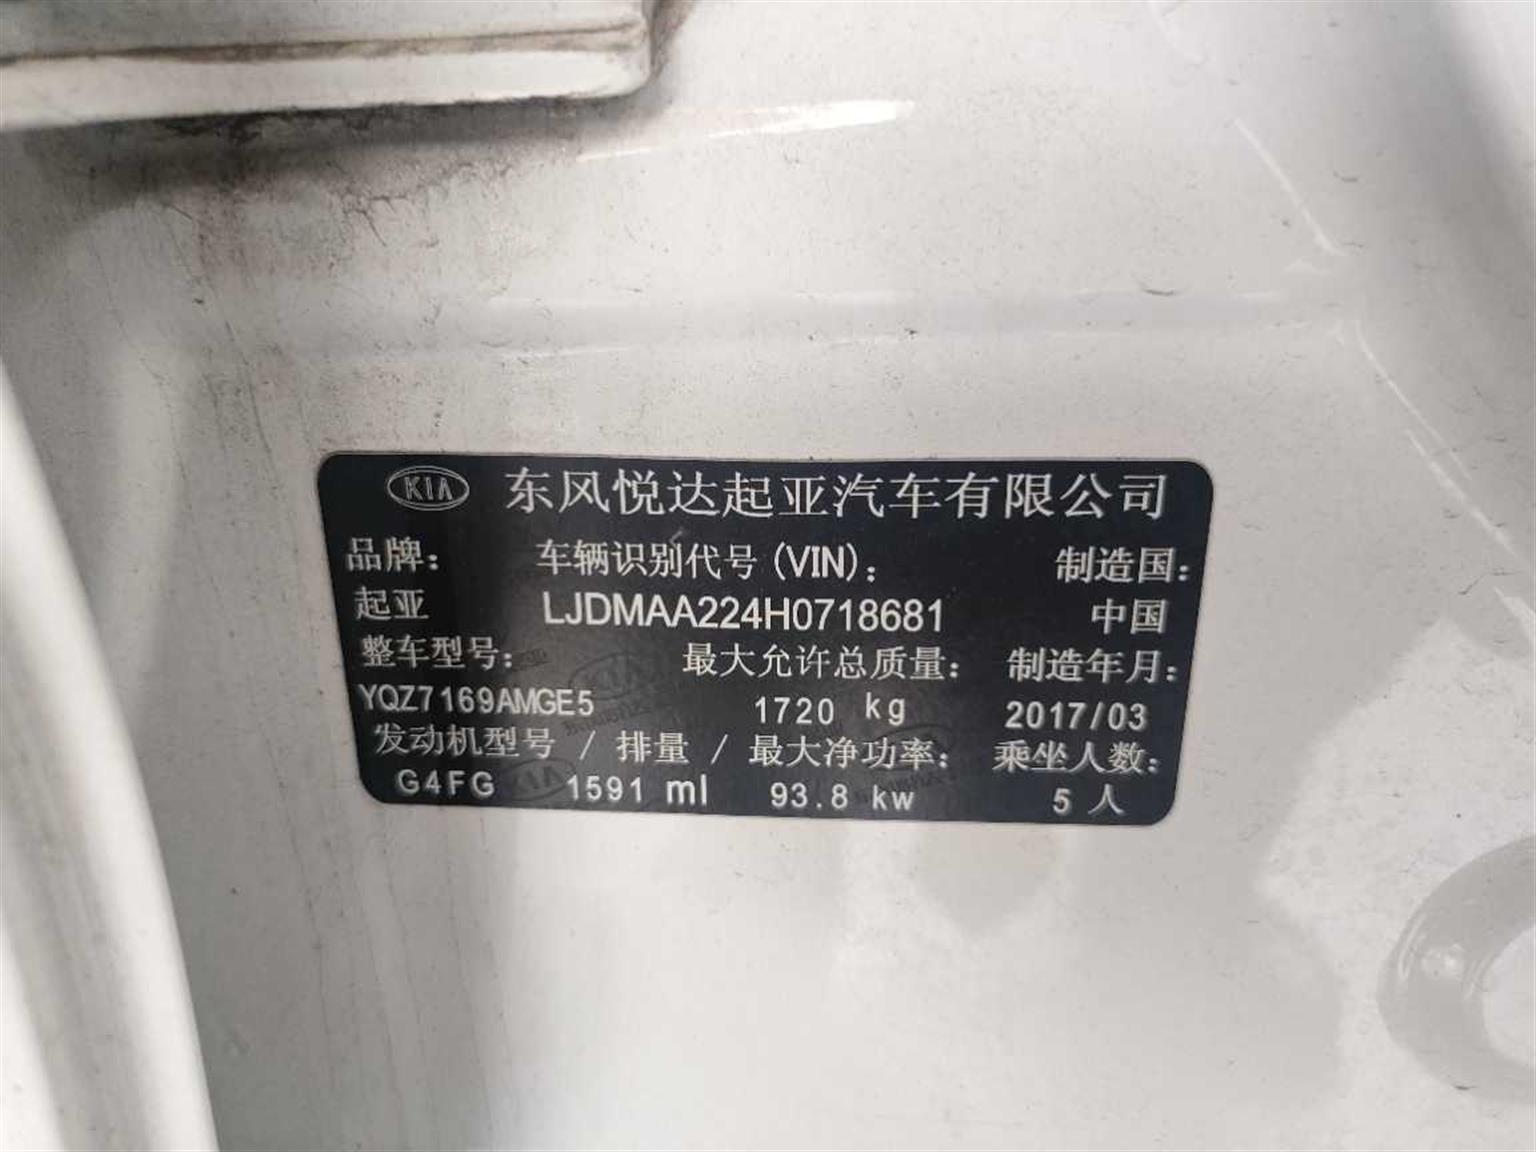 KIA 东风悦达起亚汽车有限公司
品牌: 车辆识别代号(VIN): 制造国:
起亚 LJDMAA224H0718681 中国
整车型号: 最大允许总质量: 制造年月:
YQZ7169AMGE5 1720 kg 2017/03
发动机型号 / 排量 / 最大净功率: 乘坐人数:
G4FG 1591 ml 93.8 kw 5 人